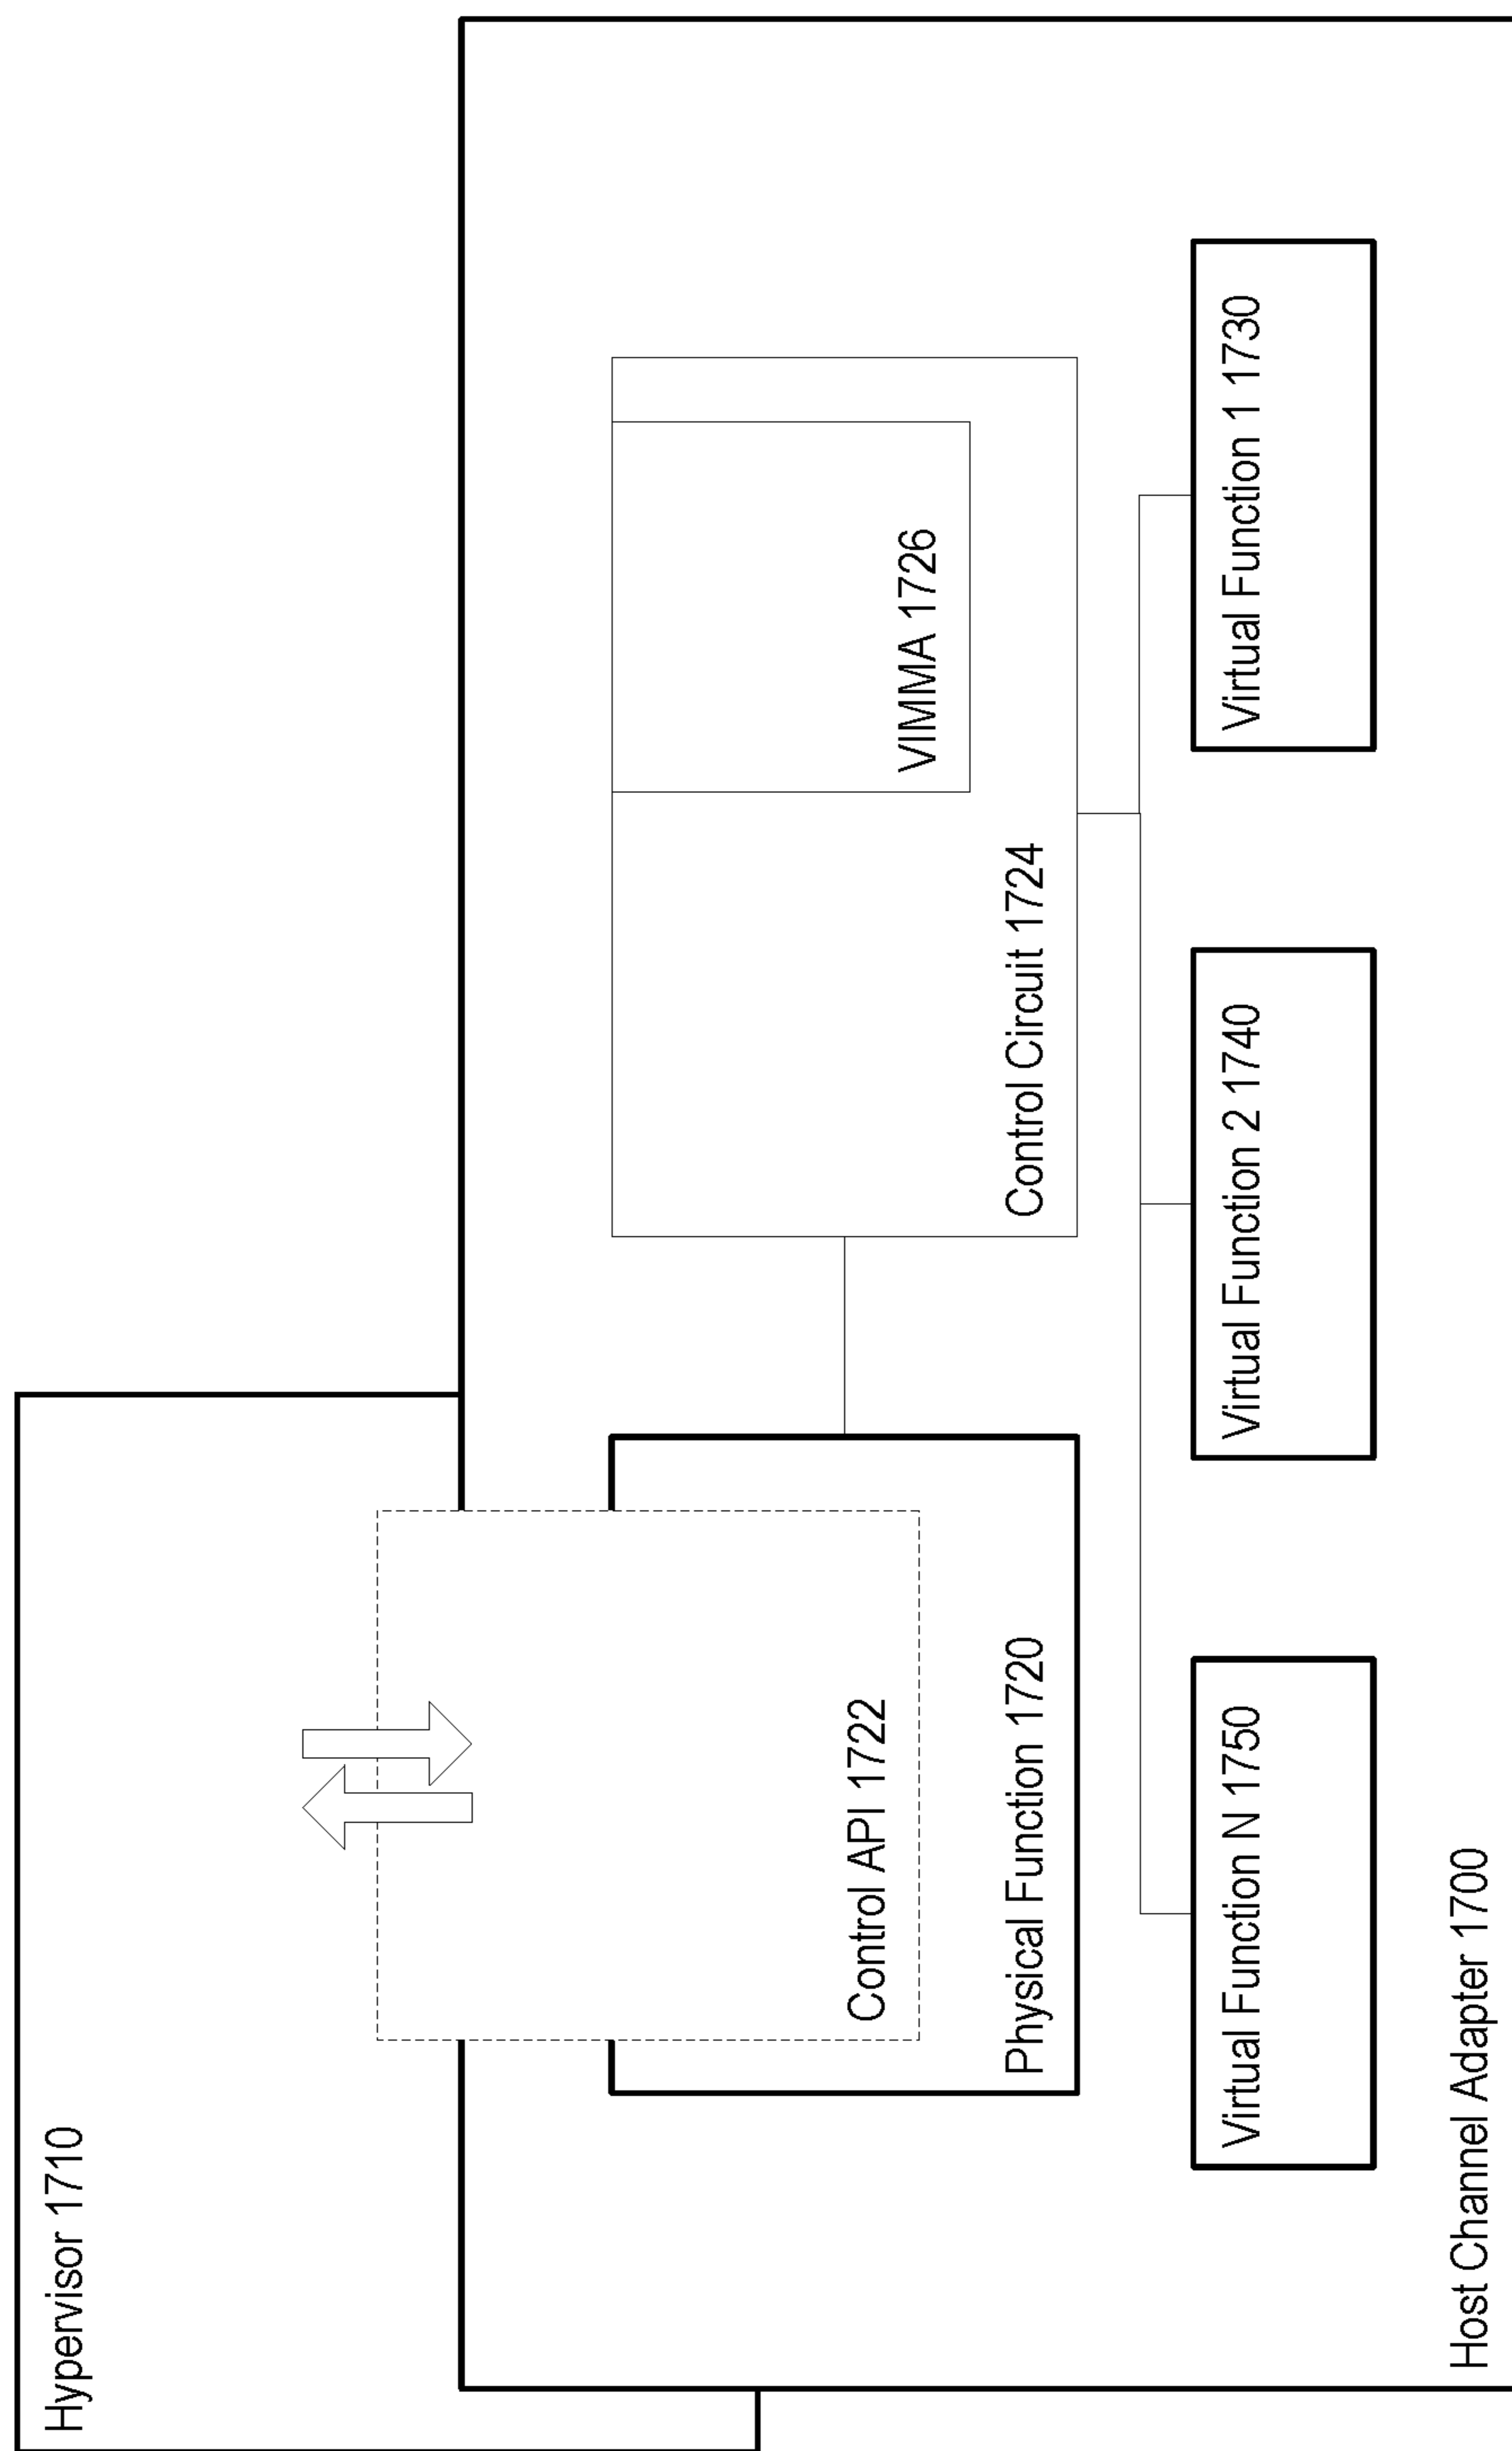 Hypervisor 1710
Control API 1722
Physical Function 1720
VIMMA 1726
Control Circuit 1724
Virtual Function N 1750
Virtual Function 2 1740
Virtual Function 1 1730
Host Channel Adapter 1700